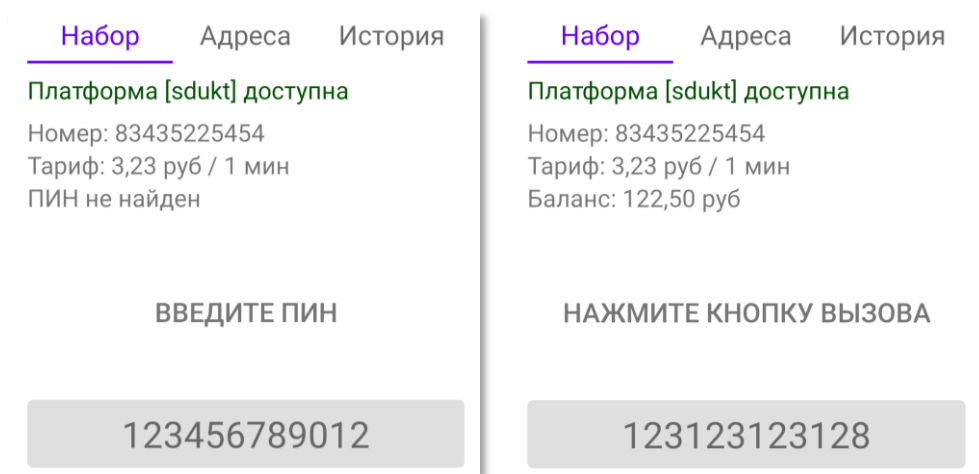 Набор Адреса История
Платформа [sdukt] доступна
Номер: 83435225454
Тариф: 3,23 руб / 1 мин
ПИН не найден
ВВЕДИТЕ ПИН
123456789012
Набор Адреса История
Платформа [sdukt] доступна
Номер: 83435225454
Тариф: 3,23 руб / 1 мин
Баланс: 122,50 руб
НАЖМИТЕ КНОПКУ ВЫЗОВА
123123123128